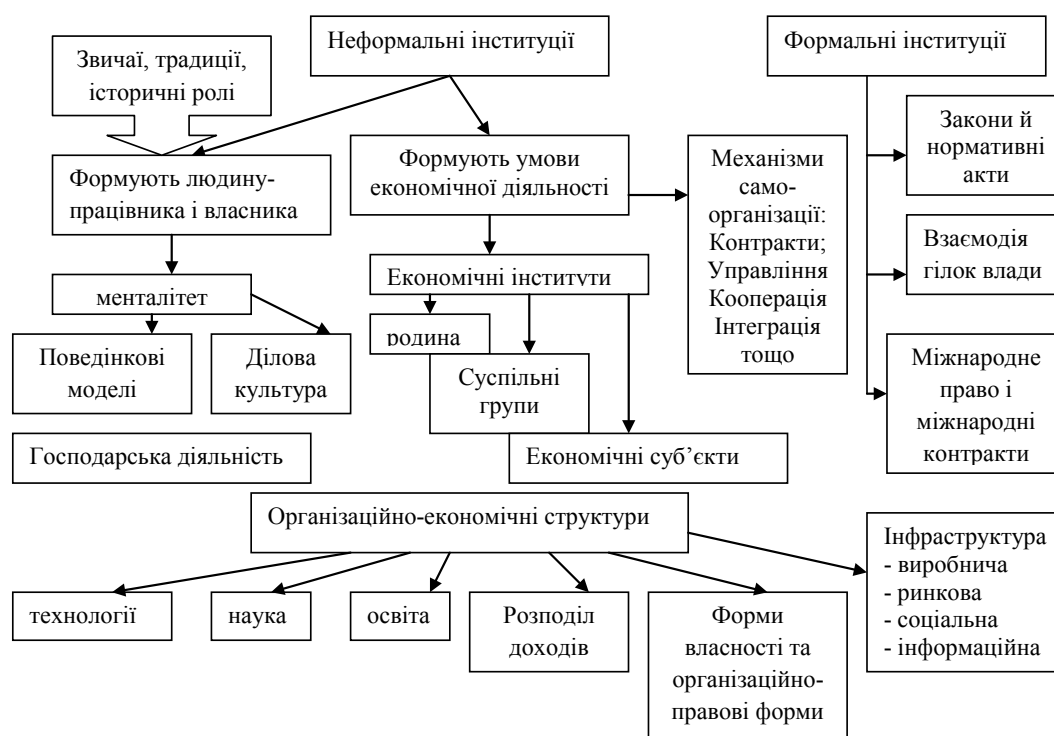 Неформальні інституції
Формальні інституції
Звичаї, традиції,
історичні ролі
Формують людину-
працівника і власника
Формують умови
економічної діяльності
Механізми
само-
організації:
Контракти;
Управління
Кооперація
Інтеграція
тощо
Закони й
нормативні
акти
Взаємодія
гілок влади
Міжнародне
право і
міжнародні
контракти
менталітет
Економічні інститути
Поведінкові
моделі
Ділова
культура
родина
Суспільні
групи
Господарська діяльність
Економічні суб’єкти
Організаційно-економічні структури
Інфраструктура
- виробнича
- ринкова
- соціальна
- інформаційна
технології
наука
освіта
Розподіл
доходів
Форми
власності та
організаційно-
правові форми